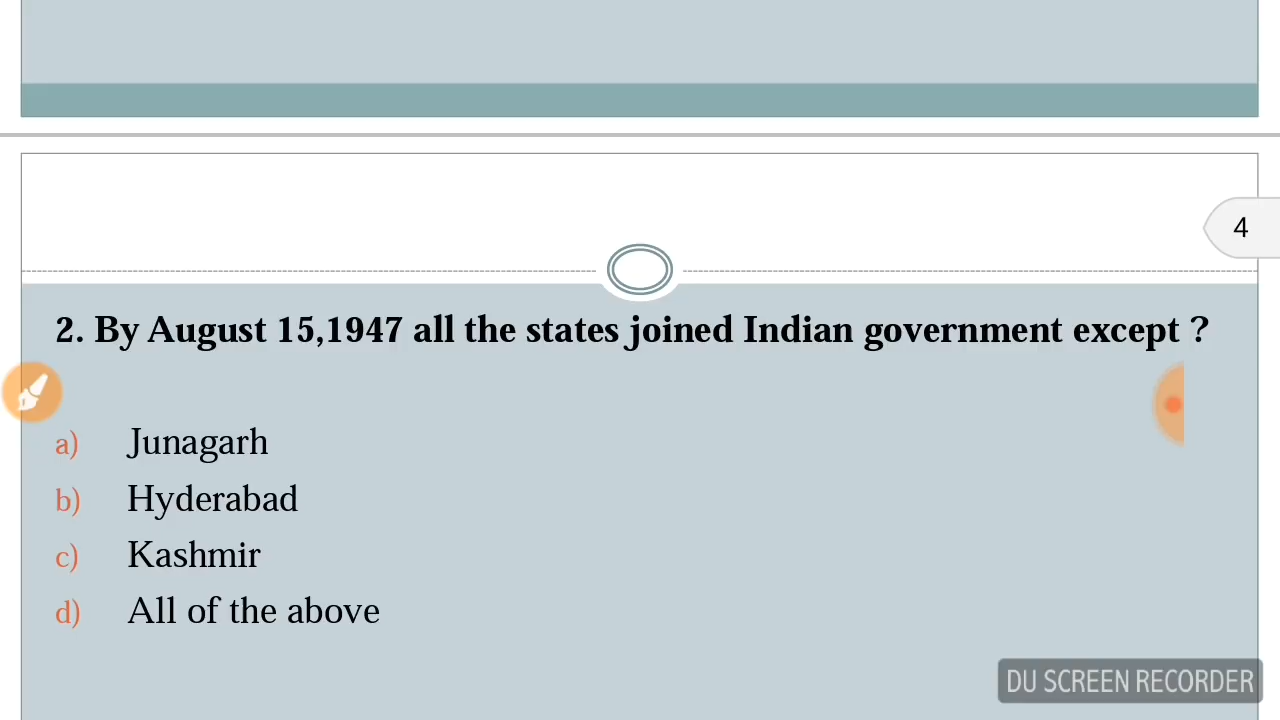 4
2. By August 15,1947 all the states joined Indian government except ?
a) Junagarh
b) Hyderabad
c) Kashmir
d) All of the above
DU SCREEN RECORDER